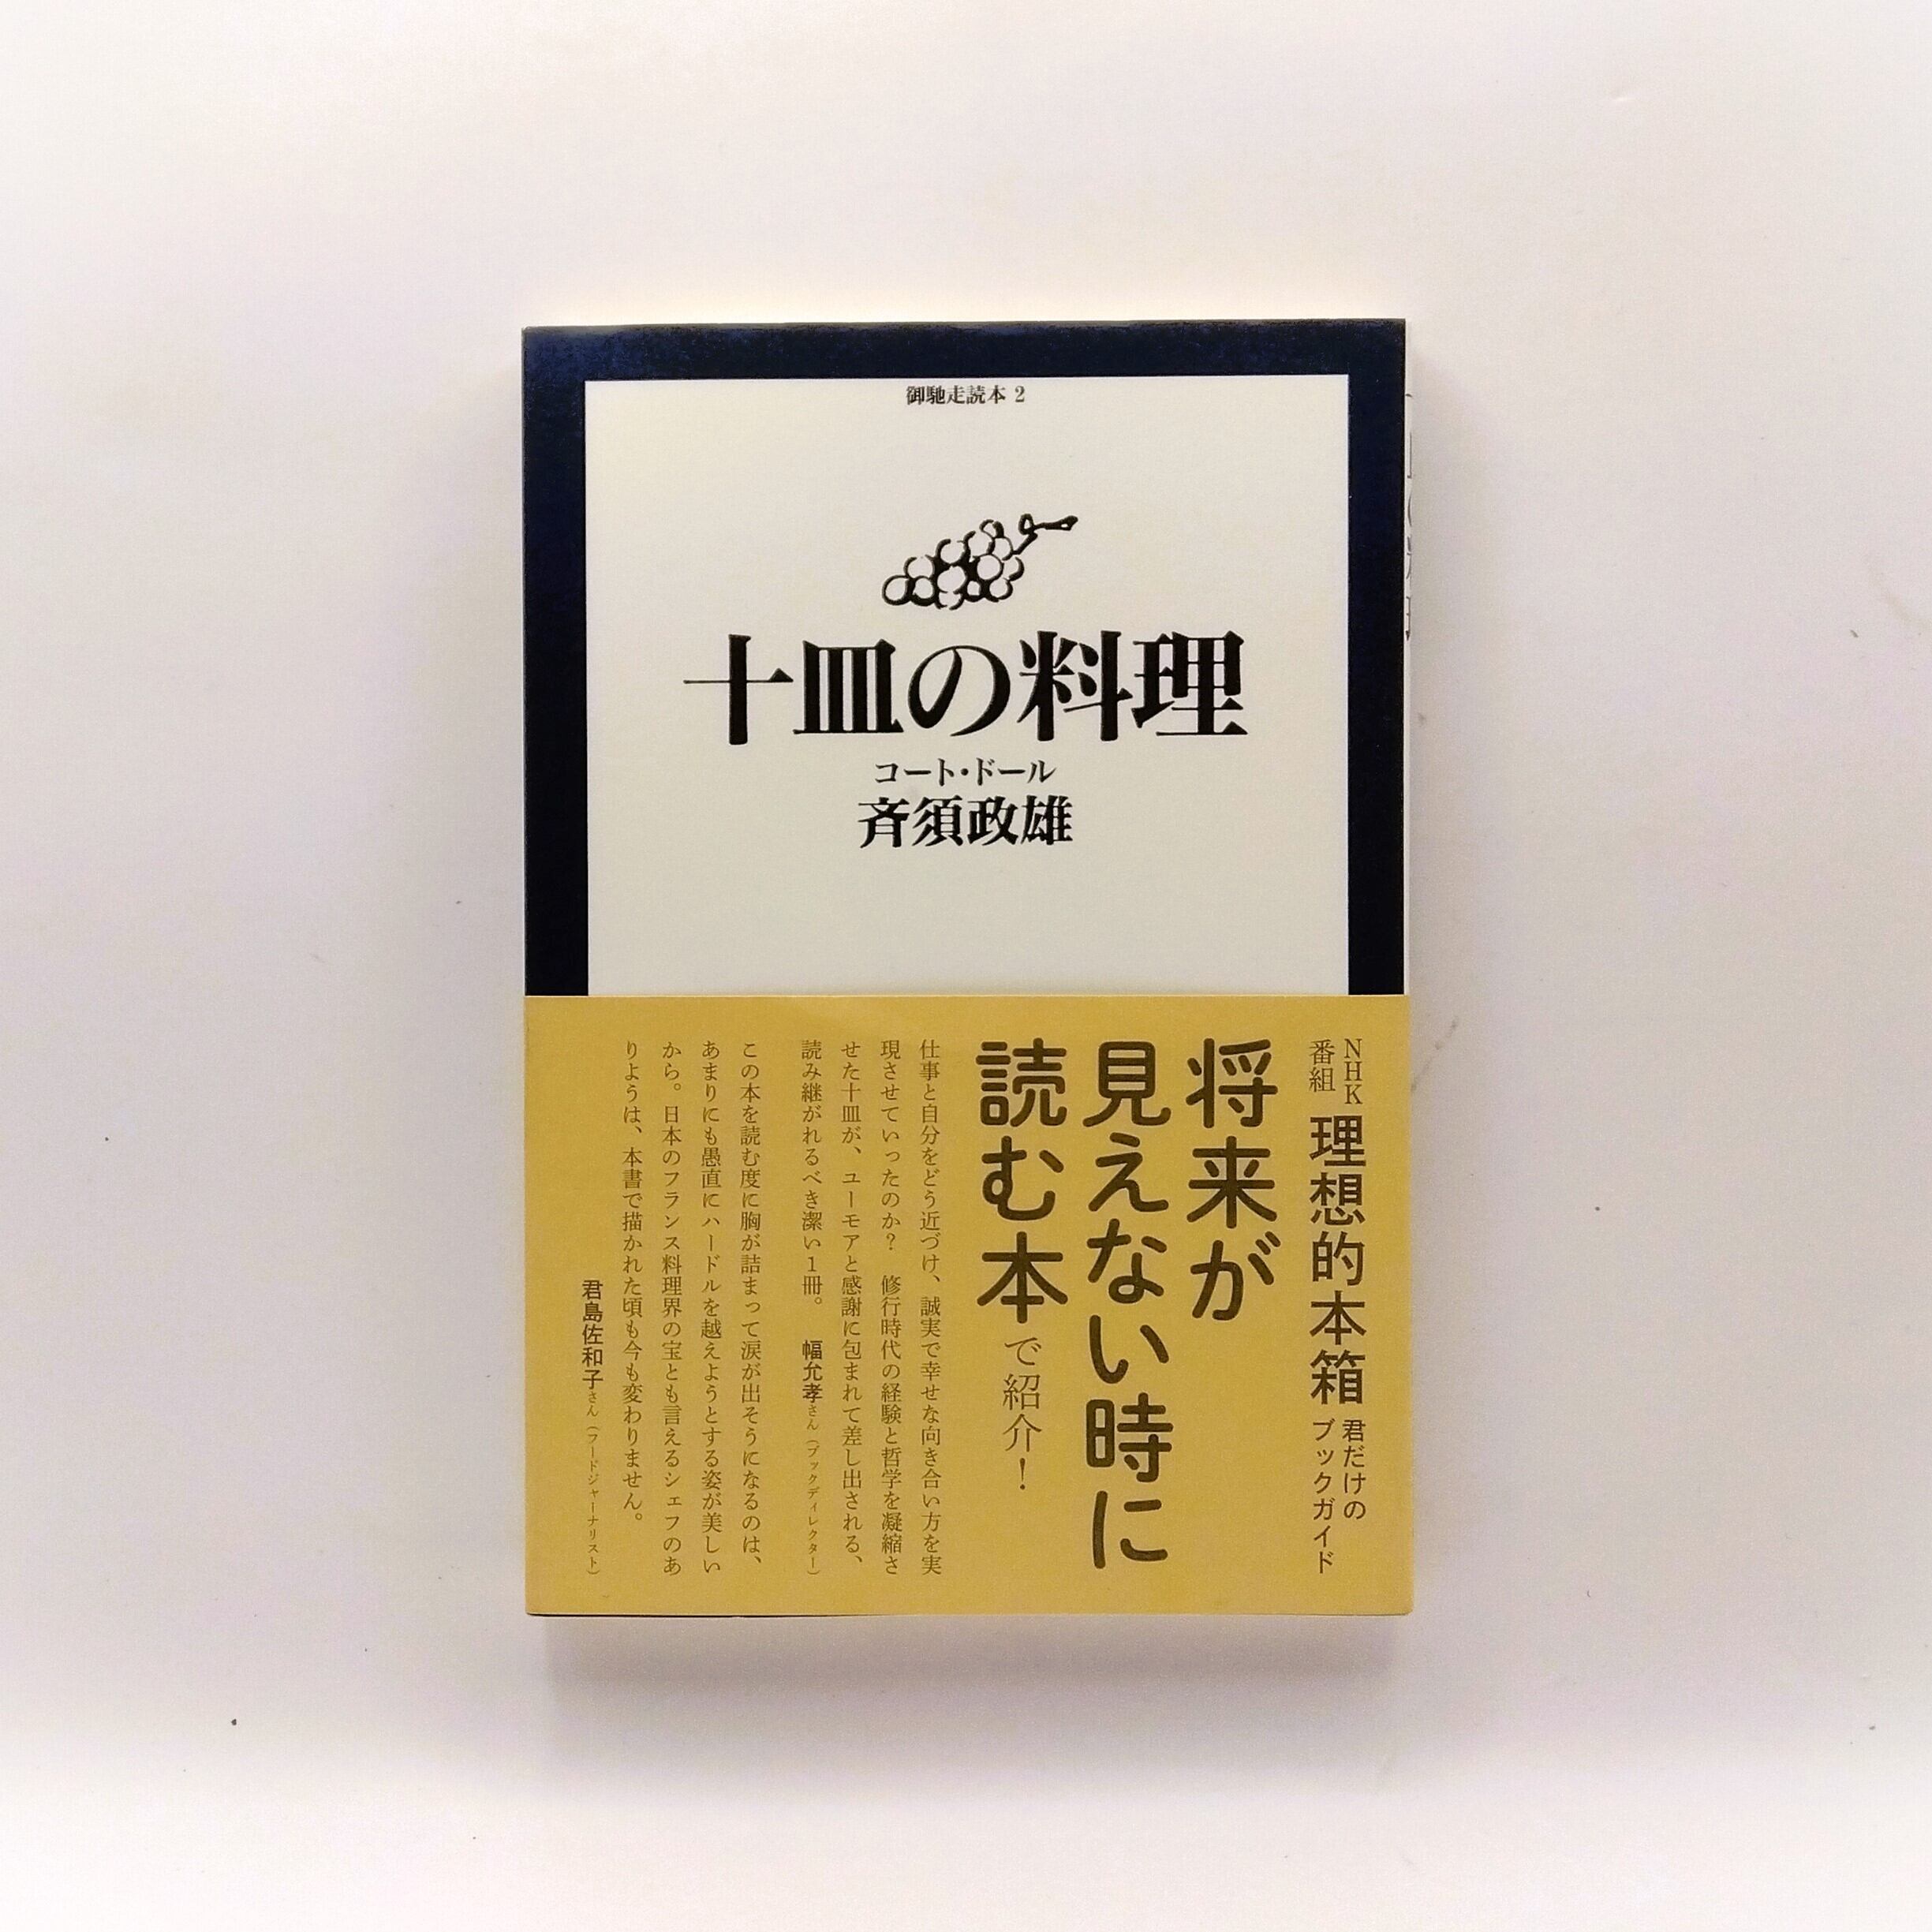 御馳走読本 2
十皿の料理
コート・ドール
斉須政雄
NHK
番組
理想的本箱
君だけの
ブックガイド
将来が
見えない時に
読む本で紹介！
仕事と自分をどう近づけ、誠実で幸せな向き合い方を実
現させていったのか？　修行時代の経験と哲学を凝縮さ
せた十皿が、ユーモアと感謝に包まれて差し出される、
読み継がれるべき潔い1冊。　幅允孝さん（ブックディレクター）
この本を読む度に胸が詰まって涙が出そうになるのは、
あまりにも愚直にハードルを越えようとする姿が美しい
から。日本のフランス料理界の宝とも言えるシェフのあ
りようは、本書で描かれた頃も今も変わりません。
君島佐和子さん（フードジャーナリスト）